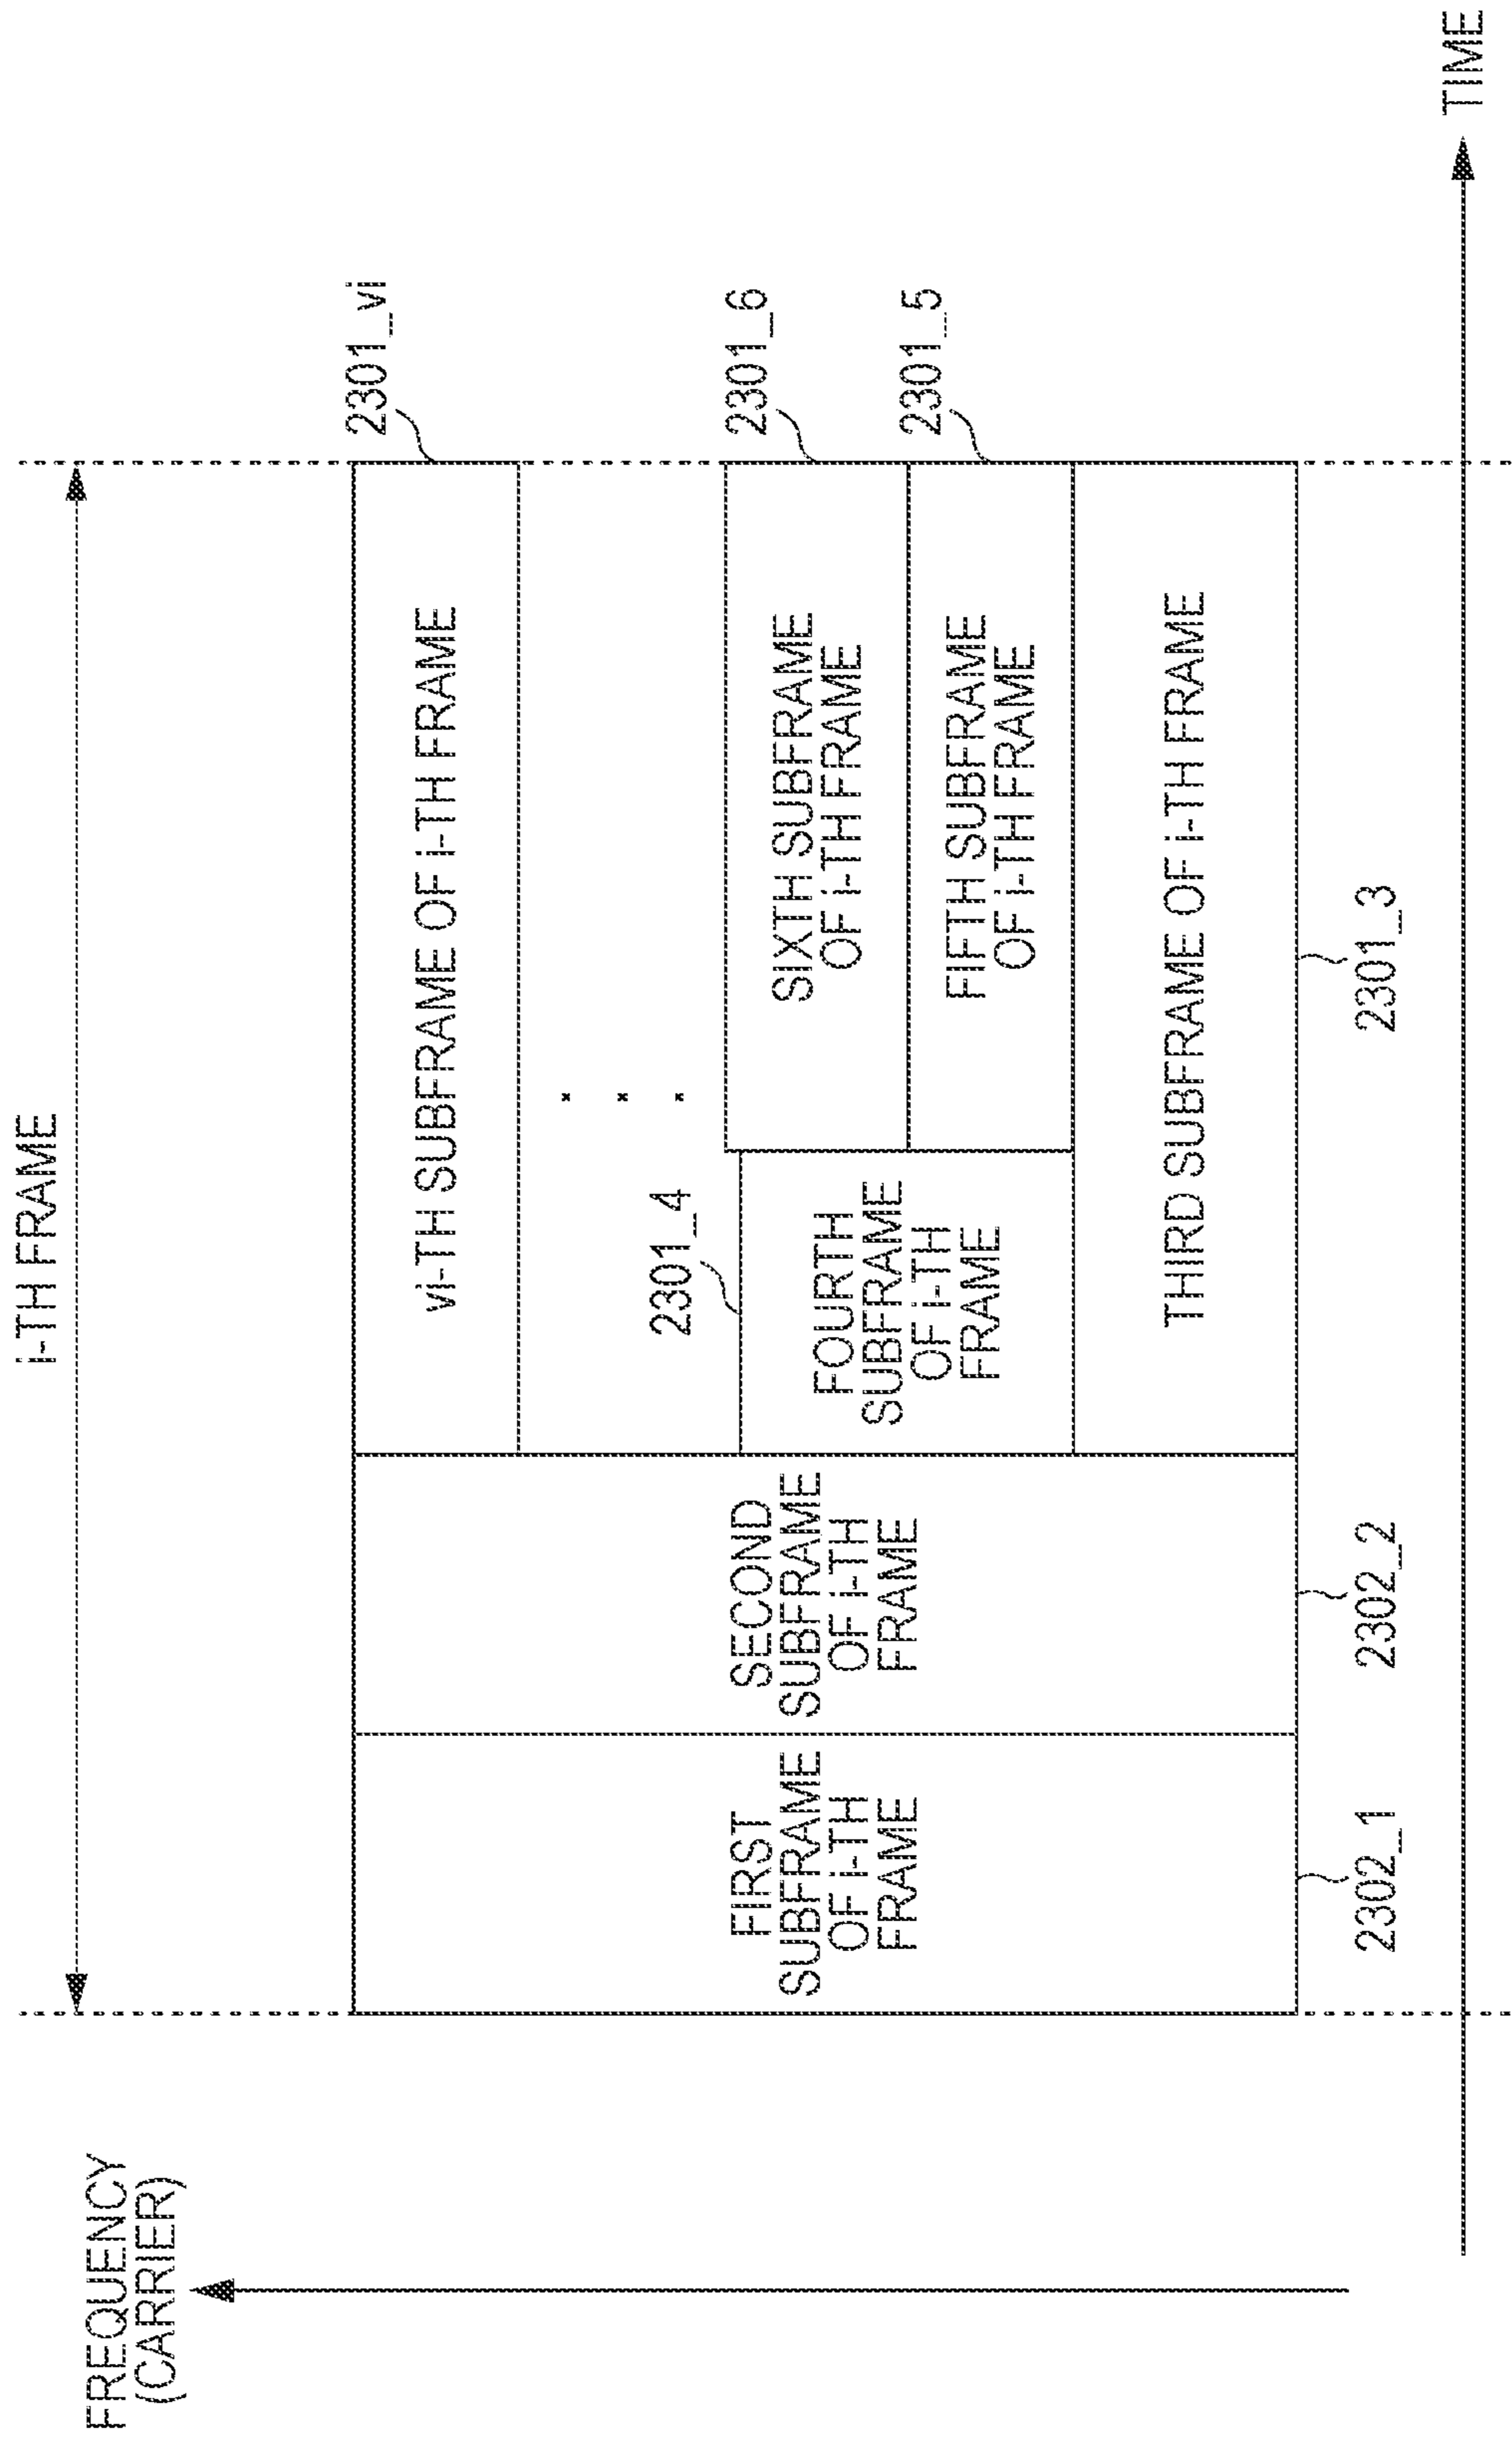 FREQUENCY
(CARRIER)
i-TH FRAME
FIRST
SUBFRAME
OF i-TH
FRAME
2302_1
SECOND
SUBFRAME
OF i-TH
FRAME
2302_2
vi-TH SUBFRAME OF i-TH FRAME
2301_vi
2301_4
FOURTH
SUBFRAME
OF i-TH
FRAME
SIXTH SUBFRAME
OF i-TH FRAME
2301_6
FIFTH SUBFRAME
OF i-TH FRAME
2301_5
THIRD SUBFRAME OF i-TH FRAME
2301_3
TIME